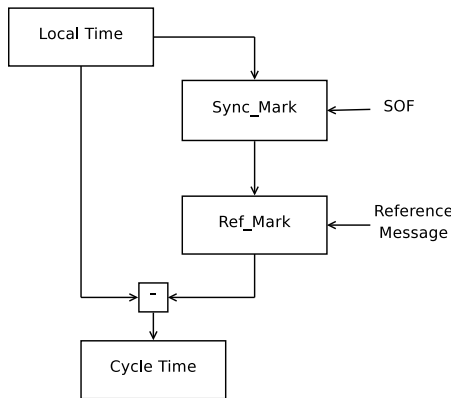 Local Time
Sync_Mark
SOF
Ref_Mark
Reference
Message
-
Cycle Time